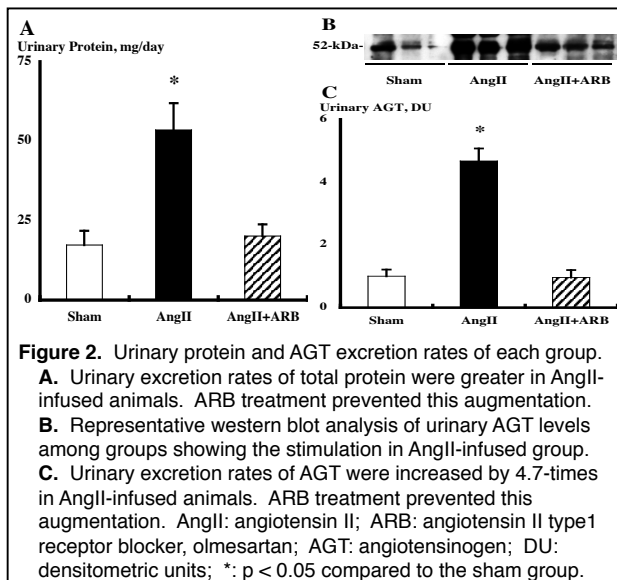 A
Urinary Protein, mg/day
75
50
25
0
*
Sham AngII AngII+ARB
B
52-kDa-
Sham AngII AngII+ARB
C
Urinary AGT, DU
6
4
2
0
*
Sham AngII AngII+ARB
Figure 2. Urinary protein and AGT excretion rates of each group.
A. Urinary excretion rates of total protein were greater in AngII-
infused animals. ARB treatment prevented this augmentation.
B. Representative western blot analysis of urinary AGT levels
among groups showing the stimulation in AngII-infused group.
C. Urinary excretion rates of AGT were increased by 4.7-times
in AngII-infused animals. ARB treatment prevented this
augmentation. AngII: angiotensin II; ARB: angiotensin II type1
receptor blocker, olmesartan; AGT: angiotensinogen; DU:
densitometric units; *: p < 0.05 compared to the sham group.